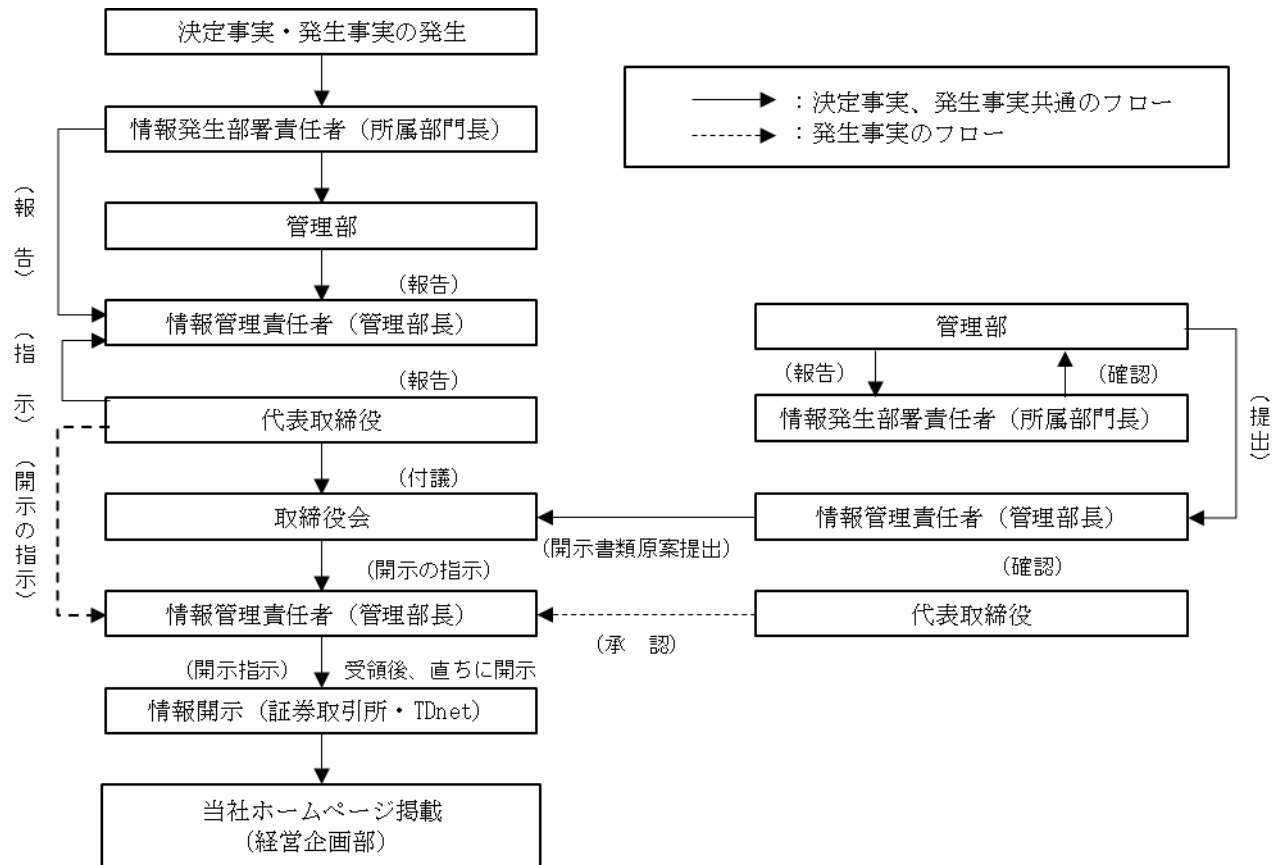 決定事実・発生事実の発生
：決定事実、発生事実共通のフロー
：発生事実のフロー
情報発生部署責任者（所属部門長）
（報　告）
管理部
（報告）
情報管理責任者（管理部長）
（指　示）
（報告）
代表取締役
（開示の指示）
（付議）
取締役会
（開示の指示）
情報管理責任者（管理部長）
（開示指示）　受領後、直ちに開示
情報開示（証券取引所・TDnet）
当社ホームページ掲載
（経営企画部）
管理部
（報告）
（確認）
情報発生部署責任者（所属部門長）
（提出）
情報管理責任者（管理部長）
（開示書類原案提出）
（確認）
代表取締役
（承　認）